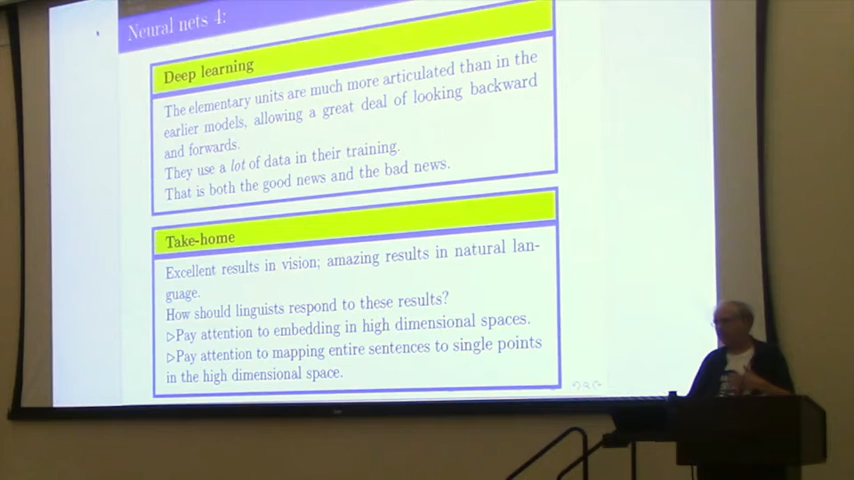 Neural nets 4:
Deep learning
The elementary units are much more articulated than in the
earlier models, allowing a great deal of looking backward
and forwards.
They use a lot of data in their training.
That is both the good news and the bad news.
Take-home
Excellent results in vision; amazing results in natural lan-
guage.
How should linguists respond to these results?
▷Pay attention to embedding in high dimensional spaces.
▷Pay attention to mapping entire sentences to single points
in the high dimensional space.